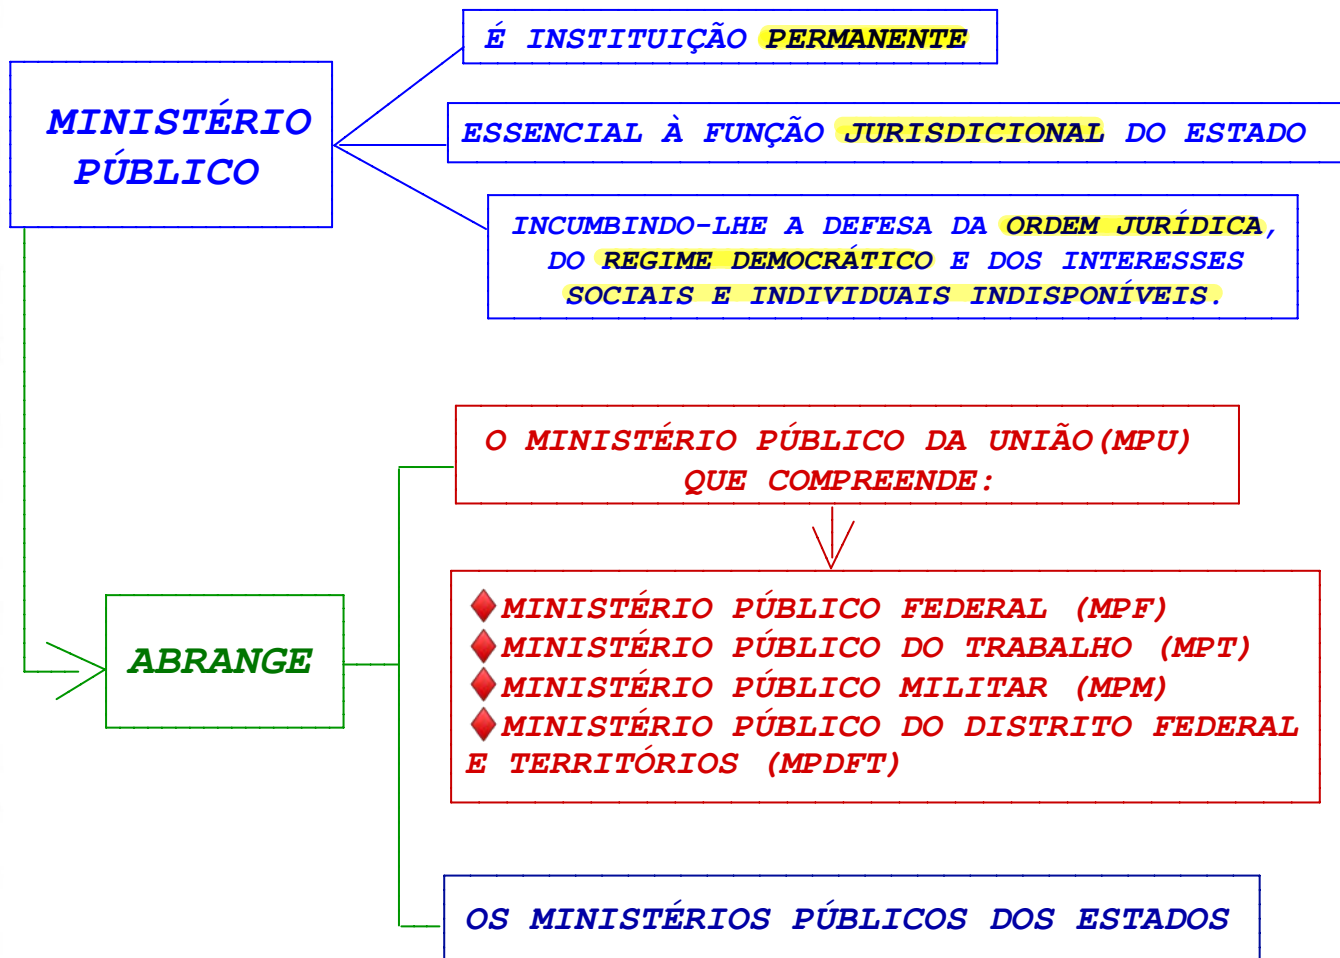 MINISTÉRIO
PÚBLICO
É INSTITUIÇÃO PERMANENTE
ESSENCIAL À FUNÇÃO JURISDICIONAL DO ESTADO
INCUMBINDO-LHE A DEFESA DA ORDEM JURÍDICA,
DO REGIME DEMOCRÁTICO E DOS INTERESSES
SOCIAIS E INDIVIDUAIS INDISPONÍVEIS.
ABRANGE
O MINISTÉRIO PÚBLICO DA UNIÃO(MPU)
QUE COMPREENDE:
♦MINISTÉRIO PÚBLICO FEDERAL (MPF)
♦MINISTÉRIO PÚBLICO DO TRABALHO (MPT)
♦MINISTÉRIO PÚBLICO MILITAR (MPM)
♦MINISTÉRIO PÚBLICO DO DISTRITO FEDERAL
E TERRITÓRIOS (MPDFT)
OS MINISTÉRIOS PÚBLICOS DOS ESTADOS